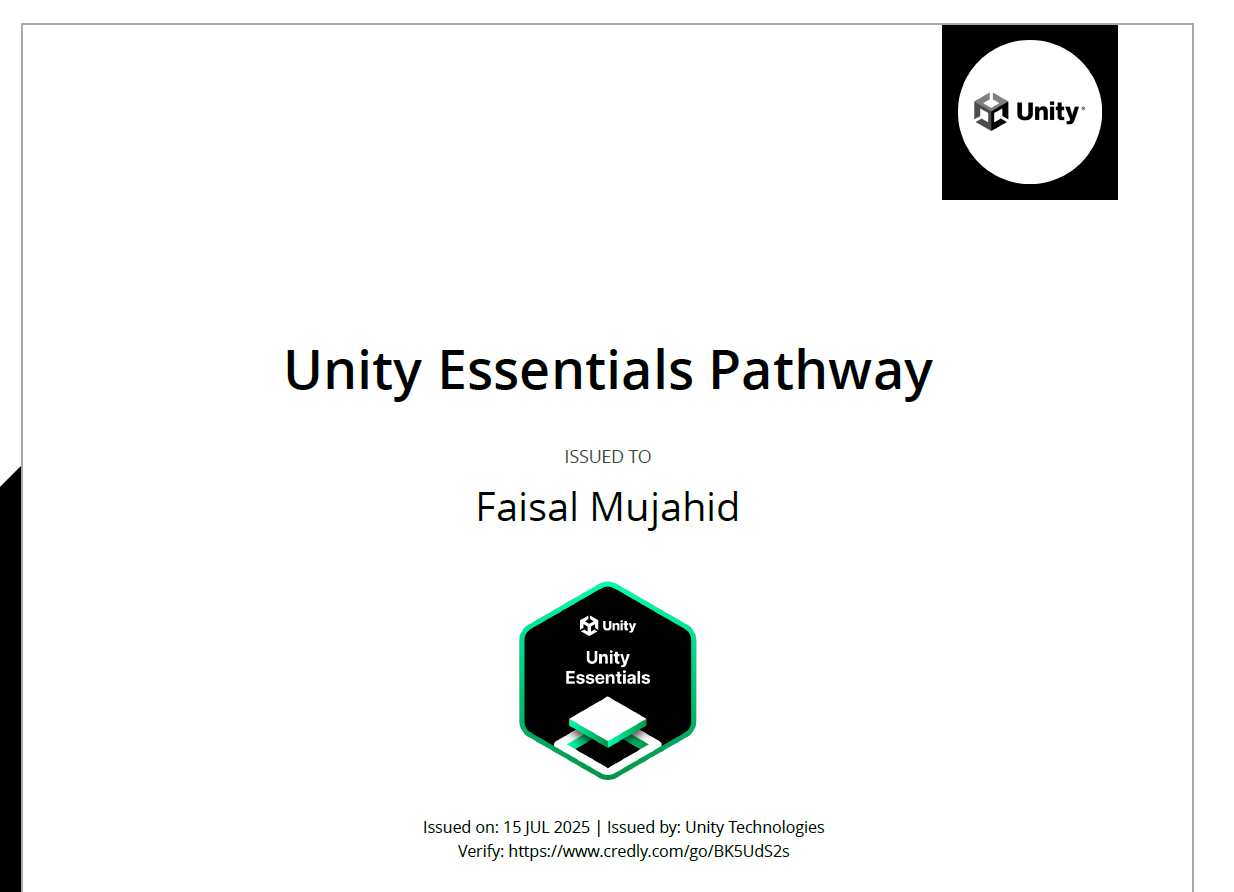 Unity
Unity Essentials Pathway
ISSUED TO
Faisal Mujahid
Unity
Unity
Essentials
Issued on: 15 JUL 2025 | Issued by: Unity Technologies
Verify: https://www.credly.com/go/BK5UdS2s